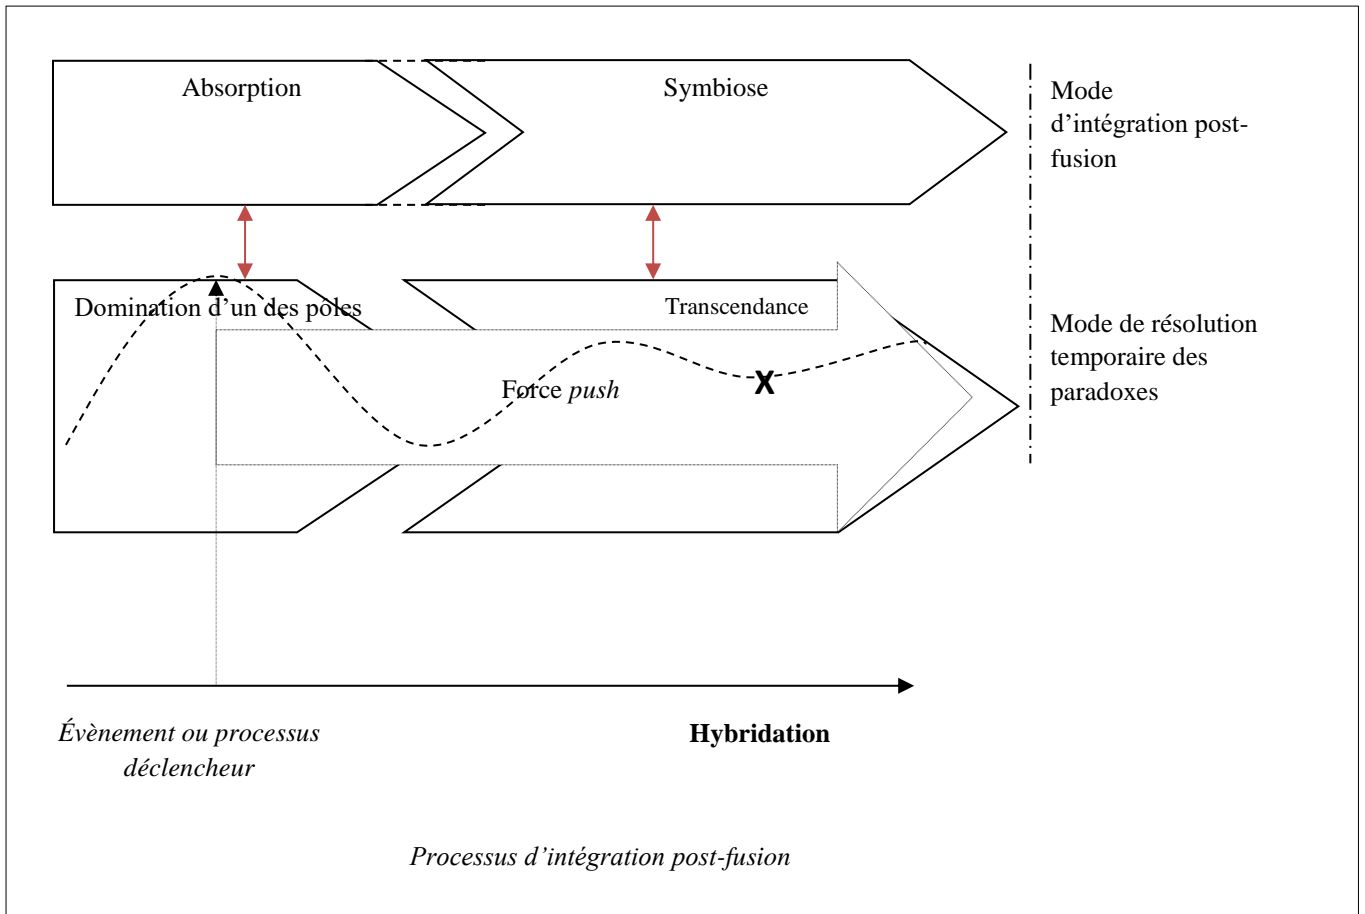 Absorption
Symbiose
Mode
d’intégration post-
fusion
Domination d’un des pôles
Transcendance
Mode de résolution
temporaire des
paradoxes
Force push
X
Évènement ou processus
déclencheur
Hybridation
Processus d’intégration post-fusion